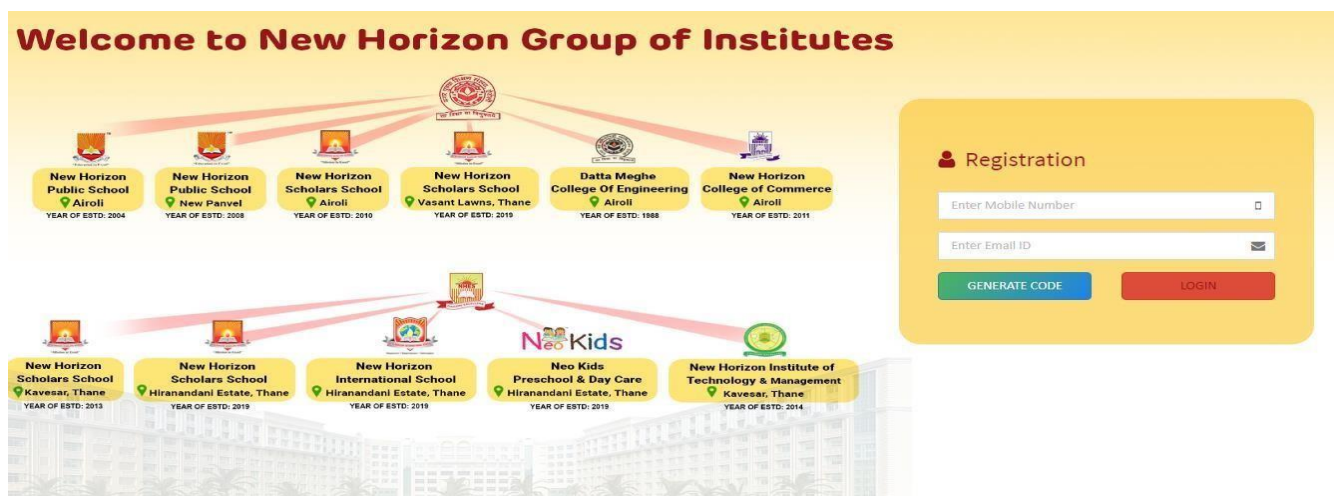 Welcome to New Horizon Group of Institutes
New Horizon
Public School
Airoli
YEAR OF ESTD: 2004
New Horizon
Public School
New Panvel
YEAR OF ESTD: 2008
New Horizon
Scholars School
Airoli
YEAR OF ESTD: 2010
New Horizon
Scholars School
Vasant Lawns, Thane
YEAR OF ESTD: 2019
Datta Meghe
College Of Engineering
Airoli
YEAR OF ESTD: 1988
New Horizon
College of Commerce
Airoli
YEAR OF ESTD: 2011
New Horizon
Scholars School
Kavesar, Thane
YEAR OF ESTD: 2013
New Horizon
Scholars School
Hiranandani Estate, Thane
YEAR OF ESTD: 2019
New Horizon
International School
Hiranandani Estate, Thane
YEAR OF ESTD: 2019
Neo Kids
Neo Kids
Preschool & Day Care
Hiranandani Estate, Thane
YEAR OF ESTD: 2019
New Horizon Institute of
Technology & Management
Kavesar, Thane
YEAR OF ESTD: 2014
Registration
Enter Mobile Number
Enter Email ID
GENERATE CODE
LOGIN